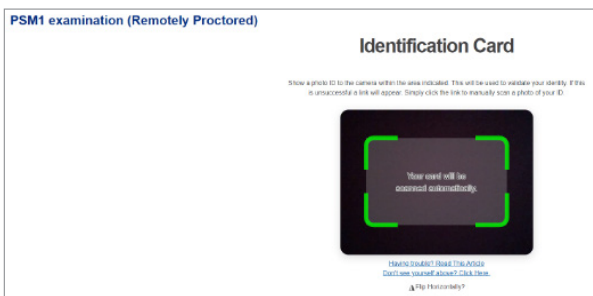 PSM1 examination (Remotely Proctored)
Identification Card
Show a photo ID to the camera within the area indicated. This will be used to validate your identity. If this
is unsuccessful a link will appear. Simply click the link to manually scan a photo of your ID.
Your card will be
scanned automatically.
Having trouble? Read This Article
Don't see yourself above? Click Here.
Flip Horizontally?